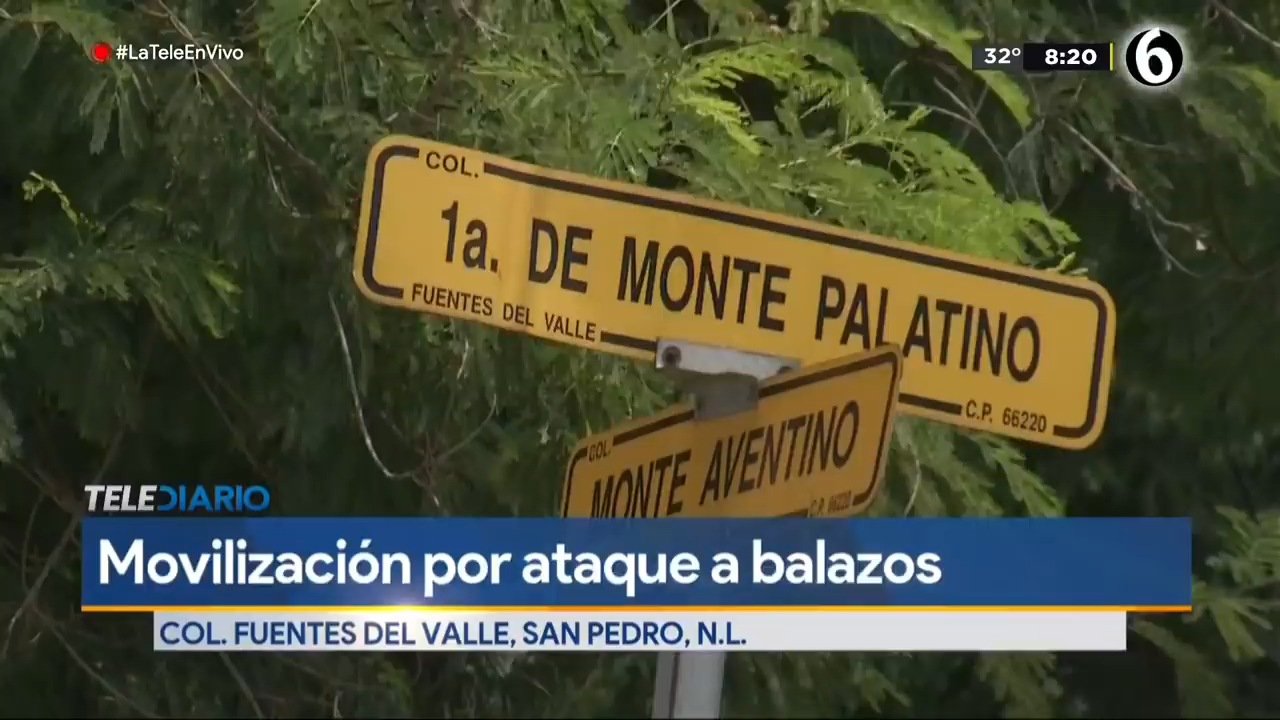 #LaTeleEnVivo
32° 8:20 6
COL.
1a. DE MONTE PALATINO
FUENTES DEL VALLE
C.P. 66220
COL.
MONTE AVENTINO
C.P. 66220
TELEDIARIO
Movilización por ataque a balazos
COL. FUENTES DEL VALLE, SAN PEDRO, N.L.